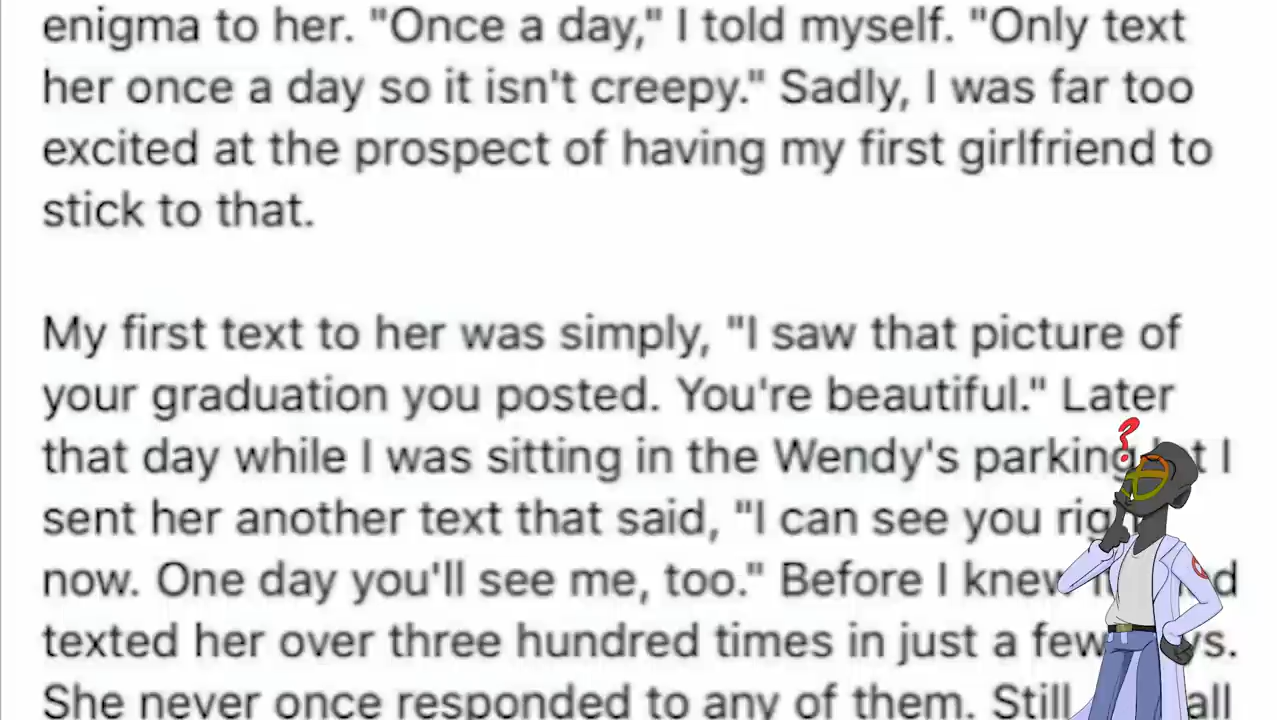 enigma to her. "Once a day," I told myself. "Only text
her once a day so it isn't creepy." Sadly, I was far too
excited at the prospect of having my first girlfriend to
stick to that.
My first text to her was simply, "I saw that picture of
your graduation you posted. You're beautiful." Later
that day while I was sitting in the Wendy's parking I
sent her another text that said, "I can see you
now. One day you'll see me, too." Before I knew
texted her over three hundred times in just a few
She never once responded to any of them. Still all
?